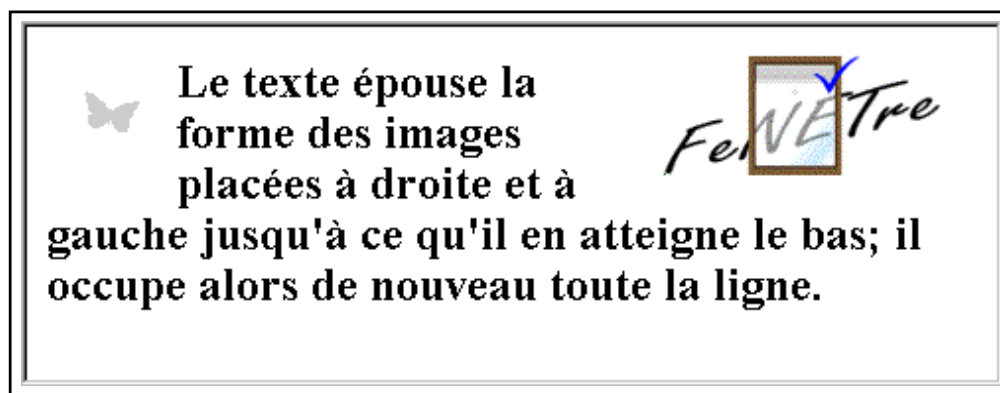 Le texte épouse la
forme des images
placées à droite et à
gauche jusqu'à ce qu'il en atteigne le bas; il
occupe alors de nouveau toute la ligne.
FeNETre